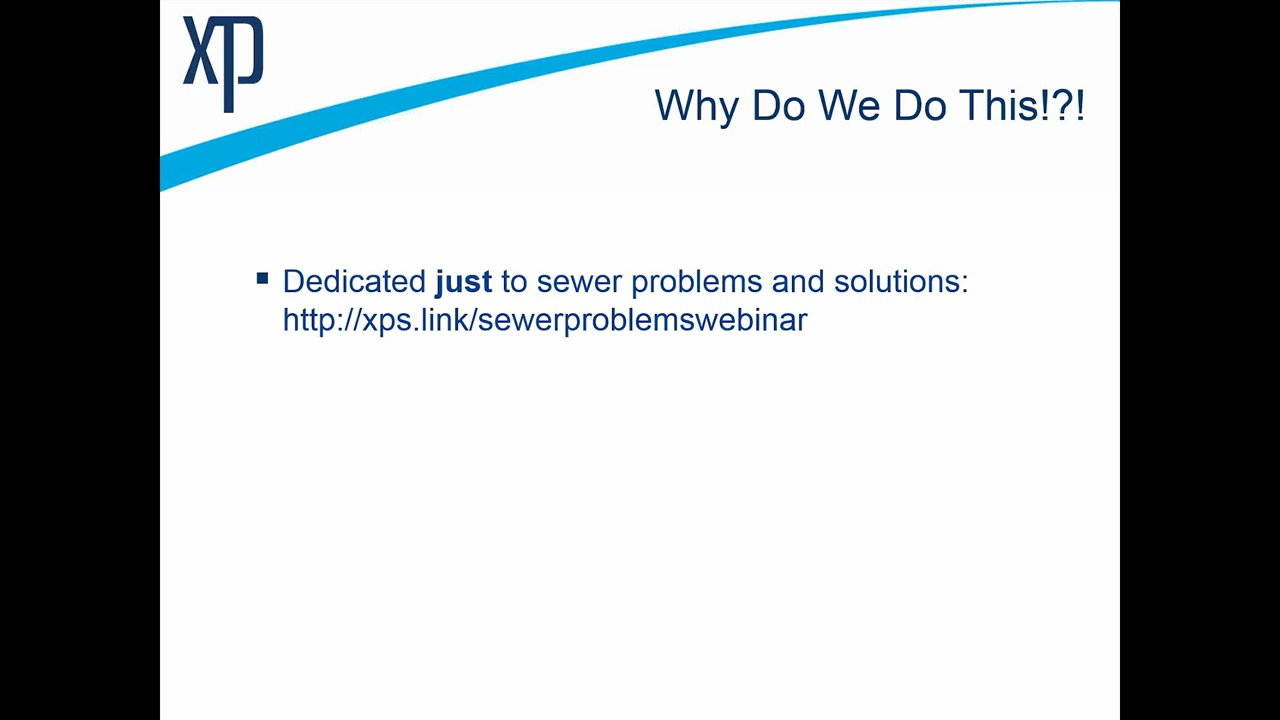 xp
Why Do We Do This!?!
Dedicated just to sewer problems and solutions:
http://xps.link/sewerproblemswebinar